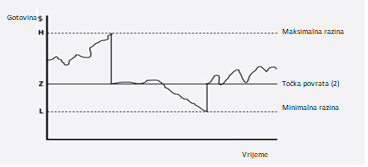 Gotovina $
H
Maksimalna razina
Z
Točka povrata (2)
L
Minimalna razina
Vrijeme